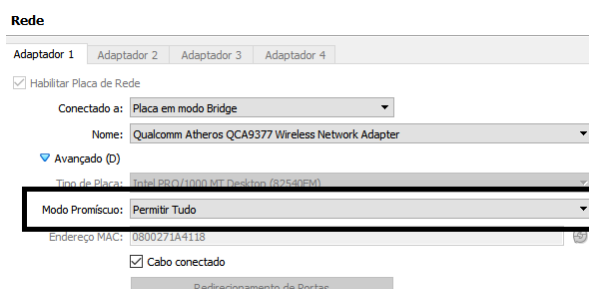 Rede
Adaptador 1 Adaptador 2 Adaptador 3 Adaptador 4
Habilitar Placa de Rede
Conectado a: Placa em modo Bridge
Nome: Qualcomm Atheros QCA9377 Wireless Network Adapter
Avançado (D)
Tipo de Placa: Intel PRO/1000 MT Desktop (82540EM)
Modo Promíscuo: Permitir Tudo
Endereço MAC: 0800271A4118
Cabo conectado
Redirecionamento de Portas